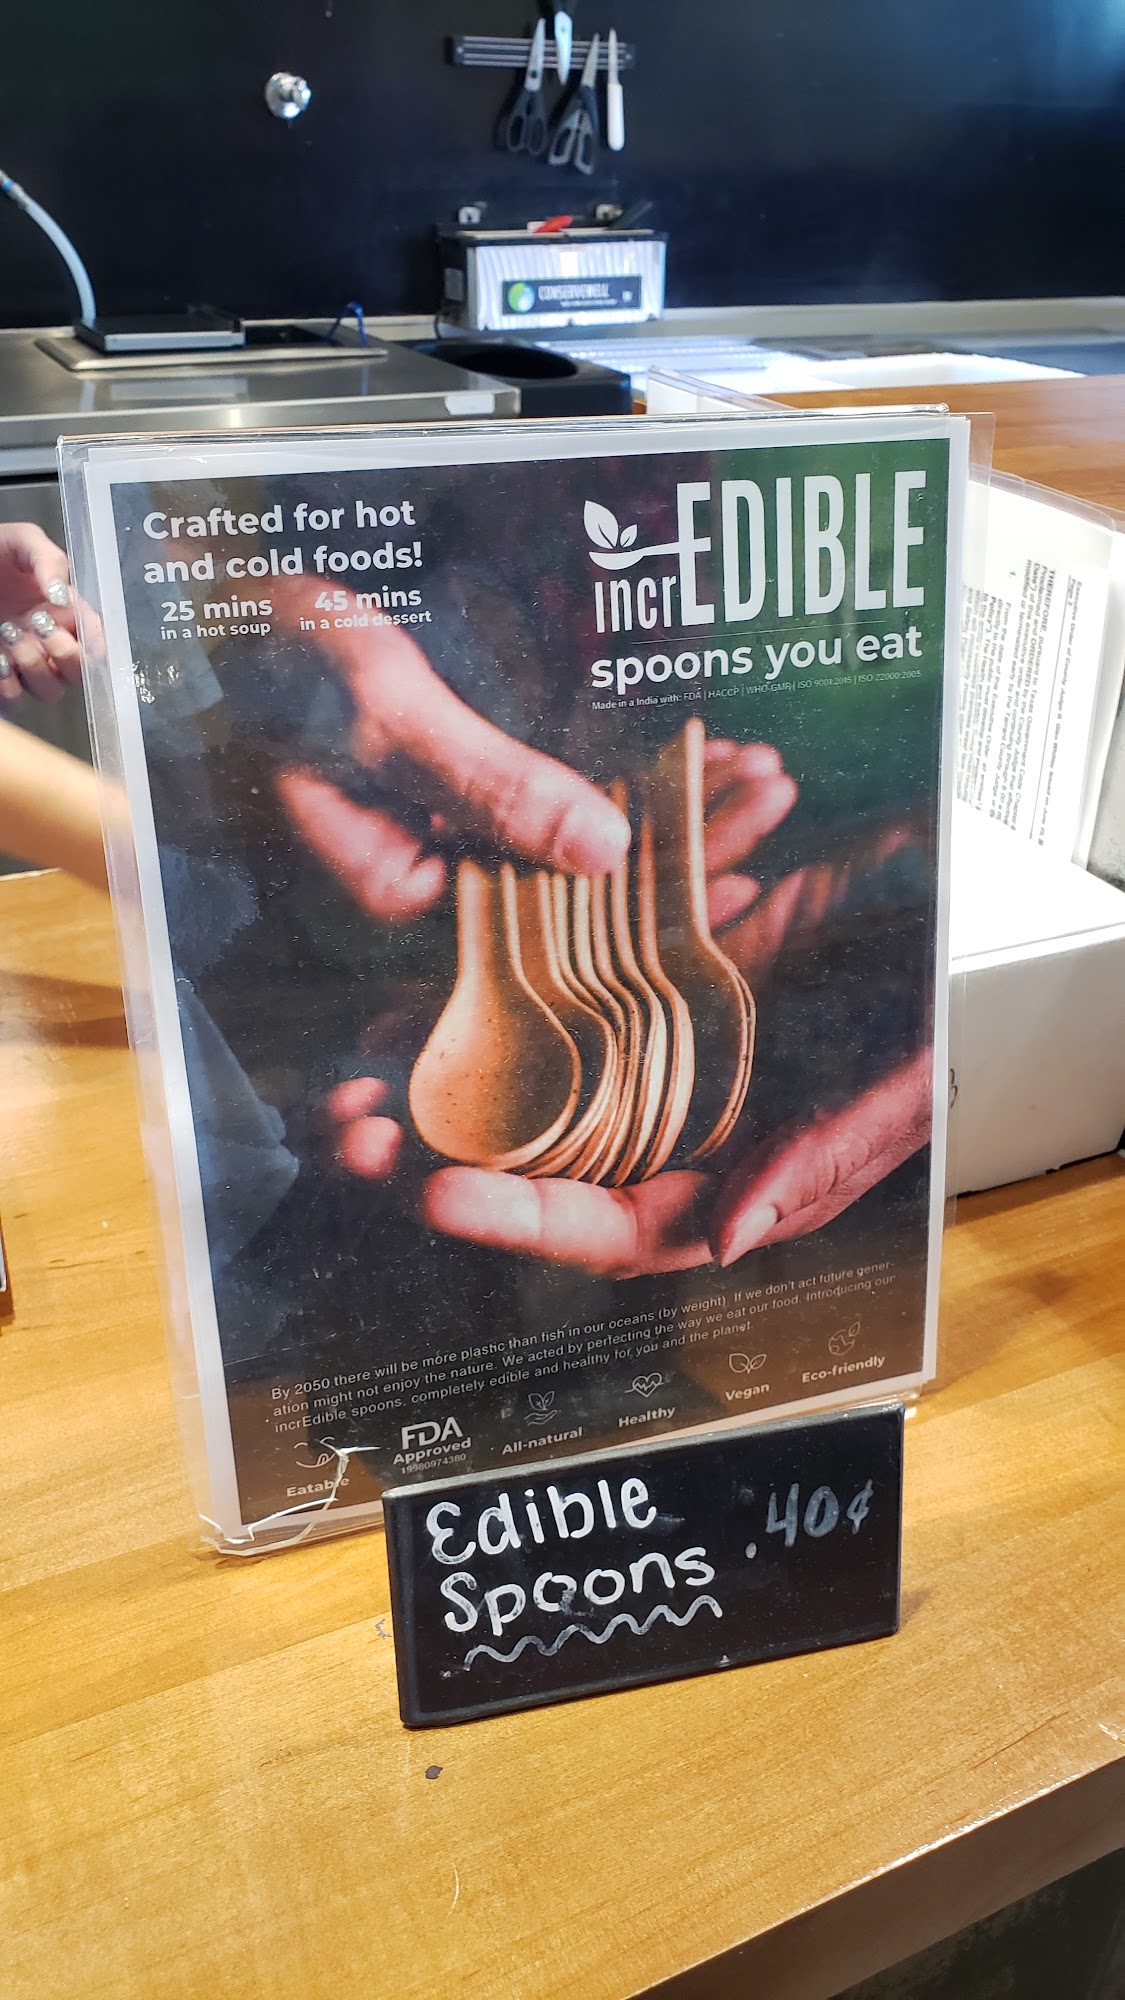 CONSERVEWELL
Crafted for hot
and cold foods!
25 mins
in a hot soup
45 mins
in a cold dessert
incrEDIBLE
spoons you eat
Made in a India with: FDA | HACCP | WHO-GMP | ISO 9001:2015 | ISO 22000:2005
By 2050 there will be more plastic than fish in our oceans (by weight). If we don't act future gener-
ation might not enjoy the nature. We acted by perfecting the way we eat our food. Introducing our
incrEdible spoons, completely edible and healthy for you and the planet.
Eatable
FDA
Approved
19980974380
All-natural
Healthy
Vegan
Eco-friendly
Edible
Spoons
.40¢